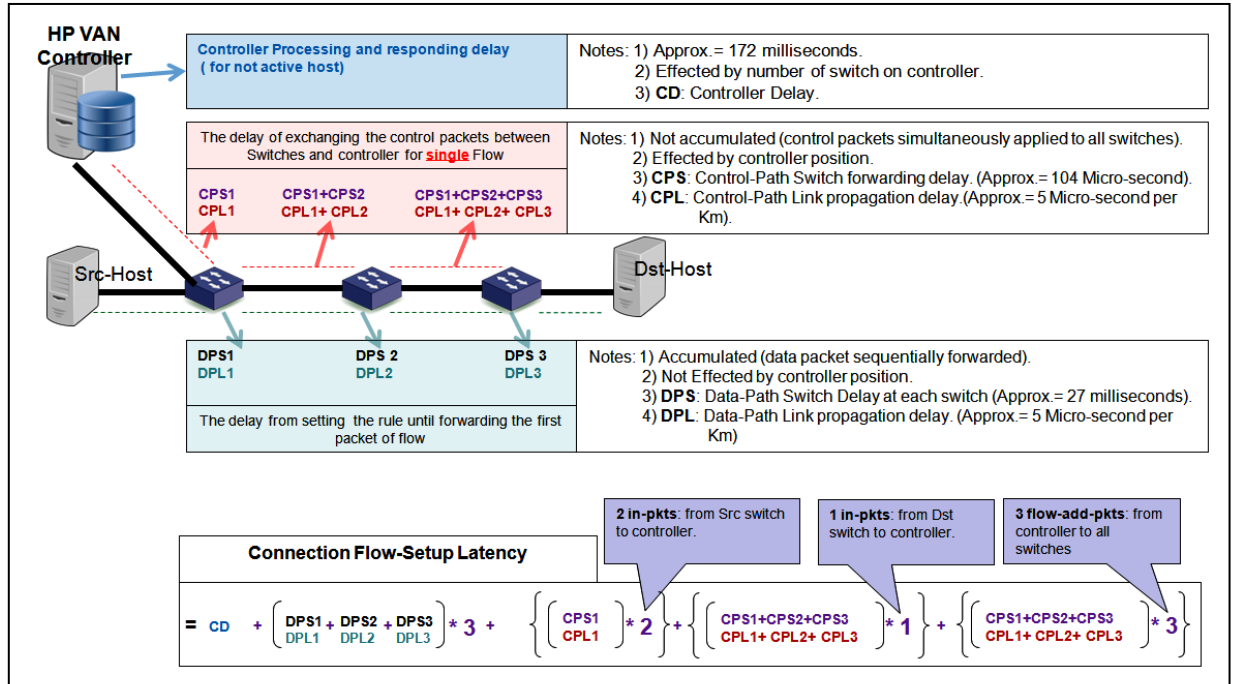 HP VAN
Controller
Controller Processing and responding delay
( for not active host)
Notes: 1) Approx.= 172 milliseconds.
2) Effected by number of switch on controller.
3) CD: Controller Delay.
The delay of exchanging the control packets between
Switches and controller for single Flow
CPS1 CPS1+CPS2 CPS1+CPS2+CPS3
CPL1 CPL1+ CPL2 CPL1+ CPL2+ CPL3
Notes: 1) Not accumulated (control packets simultaneously applied to all switches).
2) Effected by controller position.
3) CPS: Control-Path Switch forwarding delay. (Approx.= 104 Micro-second).
4) CPL: Control-Path Link propagation delay.(Approx.= 5 Micro-second per
Km).
Src-Host
Dst-Host
DPS1 DPS 2 DPS 3
DPL1 DPL2 DPL3
The delay from setting the rule until forwarding the first
packet of flow
Notes: 1) Accumulated (data packet sequentially forwarded).
2) Not Effected by controller position.
3) DPS: Data-Path Switch Delay at each switch (Approx.= 27 milliseconds).
4) DPL: Data-Path Link propagation delay. (Approx.= 5 Micro-second per
Km)
2 in-pkts: from Src switch
to controller.
1 in-pkts: from Dst
switch to controller.
3 flow-add-pkts: from
controller to all
switches
Connection Flow-Setup Latency
= CD + ( DPS1 + DPS2 + DPS3 ) * 3 + { ( CPS1 ) * 2 } + { ( CPS1+CPS2+CPS3 ) * 1 } + { ( CPS1+CPS2+CPS3 ) * 3 }
DPL1 DPL2 DPL3 CPL1 CPL1+ CPL2+ CPL3 CPL1+ CPL2+ CPL3